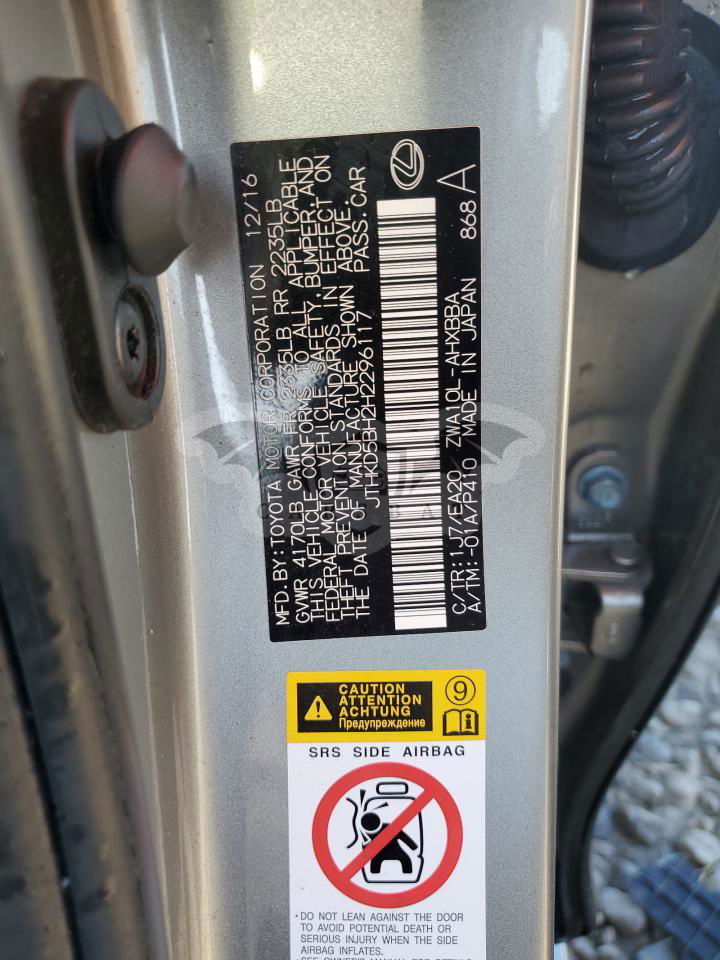 MFD.BY:TOYOTA MOTOR CORPORATION 12/16
GVWR 4170LB GAWR FR 2335LB RR 2235LB
THIS VEHICLE CONFORMS TO ALL APPLICABLE
FEDERAL MOTOR VEHICLE SAFETY, BUMPER, AND
THEFT PREVENTION STANDARDS IN EFFECT ON
THE DATE OF MANUFACTURE SHOWN ABOVE.
JTHKD5BH2H2296117 PASS.CAR
C/TR:1J7/EA20 ZWA10L-AHXBBA
A/TM:-01A/P410 MADE IN JAPAN 868 A
CAUTION
ATTENTION
ACHTUNG
Предупреждение
9
SRS SIDE AIRBAG
· DO NOT LEAN AGAINST THE DOOR
TO AVOID POTENTIAL DEATH OR
SERIOUS INJURY WHEN THE SIDE
AIRBAG INFLATES.